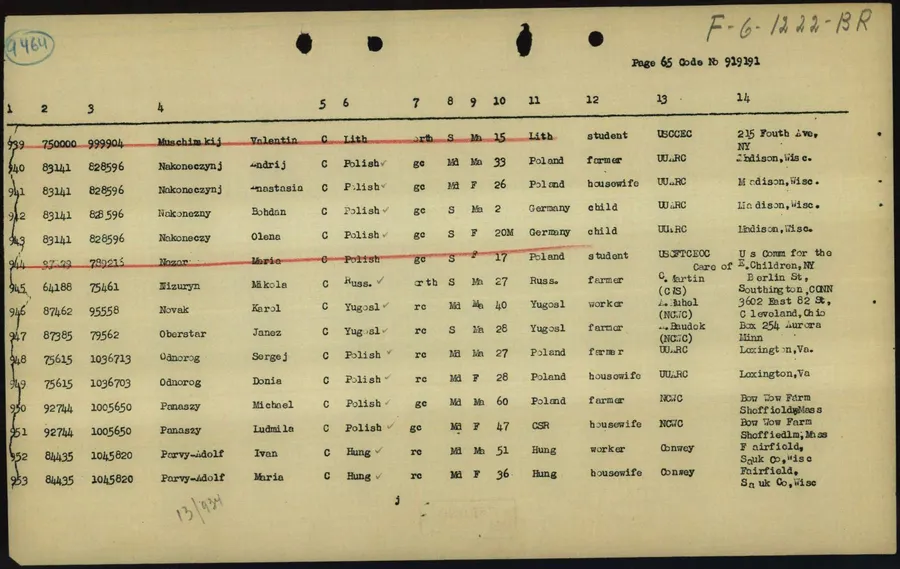 9464
F-6-1222-BR
Page 65 Code No 919191
1 2 3 4 5 6 7 8 9 10 11 12 13 14
939 750000 999904 Muschinskij Valentin C Lith orth S Ma 15 Lith student USCCEC 215 Fouth Ave,
NY
940 83141 828596 Nakoneczynj Andrij C Polish✓ gc Md Ma 33 Poland farmer UUARC Madison,Wisc.
941 83141 828596 Nakoneczynj Anastasia C Polish✓ gc Md F 26 Poland housewife UUARC Madison,Wisc.
942 83141 828596 Nakonezny Bohdan C Polish✓ gc S Ma 2 Germany child UUARC Madison,Wisc.
943 83141 828596 Nakoneczy Olena C Polish✓ gc S F 20M Germany child UUARC Madison,Wisc.
944 Nozar Maria C Polish gc S F 17 Poland student U s Comm for the
Care of E.Children,NY
945 64188 75461 Nizuryn Mikola C Russ.✓ orth S Ma 27 Russ. farmer C. Martin Berlin St,
(CWS) Southington,CONN
946 87462 95558 Novak Karol C Yugosl✓ rc Md Ma 40 Yugosl worker 3602 East 82 St,
(NCWC) Cleveland,Ohio
947 87385 79562 Oberstar Janez C Yugosl✓ rc S Ma 28 Yugosl farmer Box 254 Aurora
(NCWC) Minn
948 75615 1036713 Odnorog Sergej C Polish✓ rc Md Ma 27 Poland farmer UUARC Loxington,Va.
949 75615 1036703 Odnorog Donia C Polish✓ rc Md F 28 Poland housewife UUARC Loxington,Va
950 92744 1005650 Panaszy Michael C Polish✓ gc Md Ma 60 Poland farmer NCWC Bow Wow Farm
Sheffield,Mass
951 92744 1005650 Panaszy Ludmila C Polish✓ gc Md F 47 CSR housewife NCWC Bow Wow Farm
Shoffiedlm,Mass
952 84435 1045820 Parvy-Adolf Ivan C Hung✓ rc Md Ma 51 Hung worker Conwey Fairfield,
Sauk Co,Wisc
953 84435 1045820 Parvy-Adolf Maria C Hung✓ rc Md F 36 Hung housewife Conwey Fairfield,
Sauk Co,Wisc
13/934
j